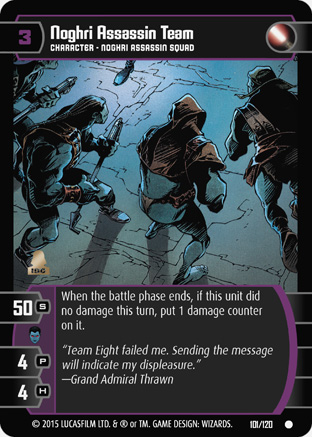 3
Noghri Assassin Team
CHARACTER - NOGHRI ASSASSIN SQUAD
50 S
4 P
4 H
When the battle phase ends, if this unit did
no damage this turn, put 1 damage counter
on it.
“Team Eight failed me. Sending the message
will indicate my displeasure.”
—Grand Admiral Thrawn
© 2015 LUCASFILM LTD. & ® OR TM. GAME DESIGN: WIZARDS.
101/120